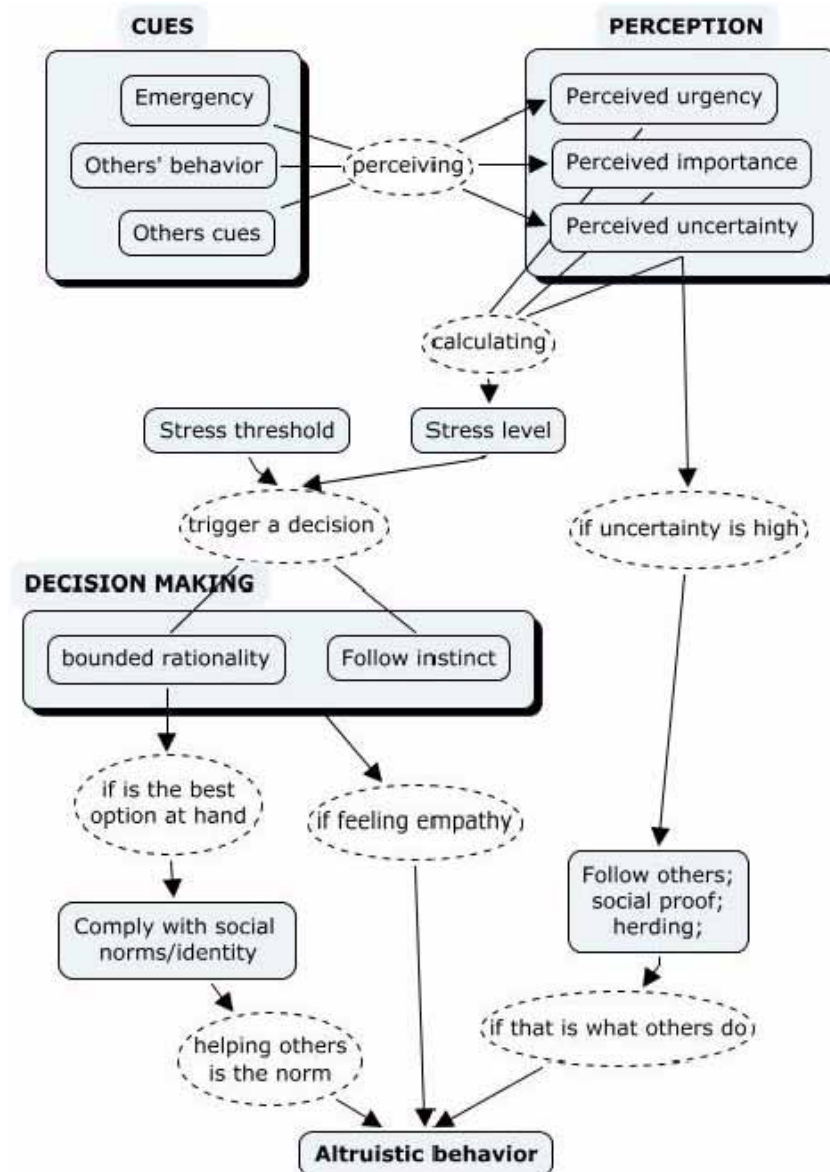 CUES
PERCEPTION
Emergency
Others' behavior
Others cues
perceiving
Perceived urgency
Perceived importance
Perceived uncertainty
calculating
Stress threshold
Stress level
trigger a decision
if uncertainty is high
DECISION MAKING
bounded rationality
Follow instinct
if is the best
option at hand
if feeling empathy
Follow others;
social proof;
herding;
Comply with social
norms/identity
if that is what others do
helping others
is the norm
Altruistic behavior